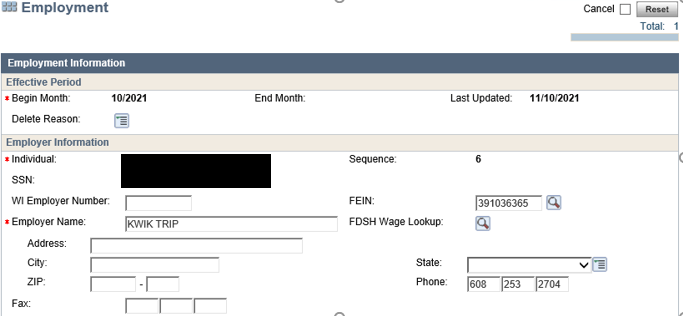 Employment Cancel Reset
Total: 1
Employment Information
Effective Period
* Begin Month: 10/2021 End Month: Last Updated: 11/10/2021
Delete Reason:
Employer Information
* Individual: Sequence: 6
SSN:
WI Employer Number: FEIN: 391036365
* Employer Name: KWIK TRIP FDSH Wage Lookup:
Address:
City: State:
ZIP: - Phone: 608 253 2704
Fax: